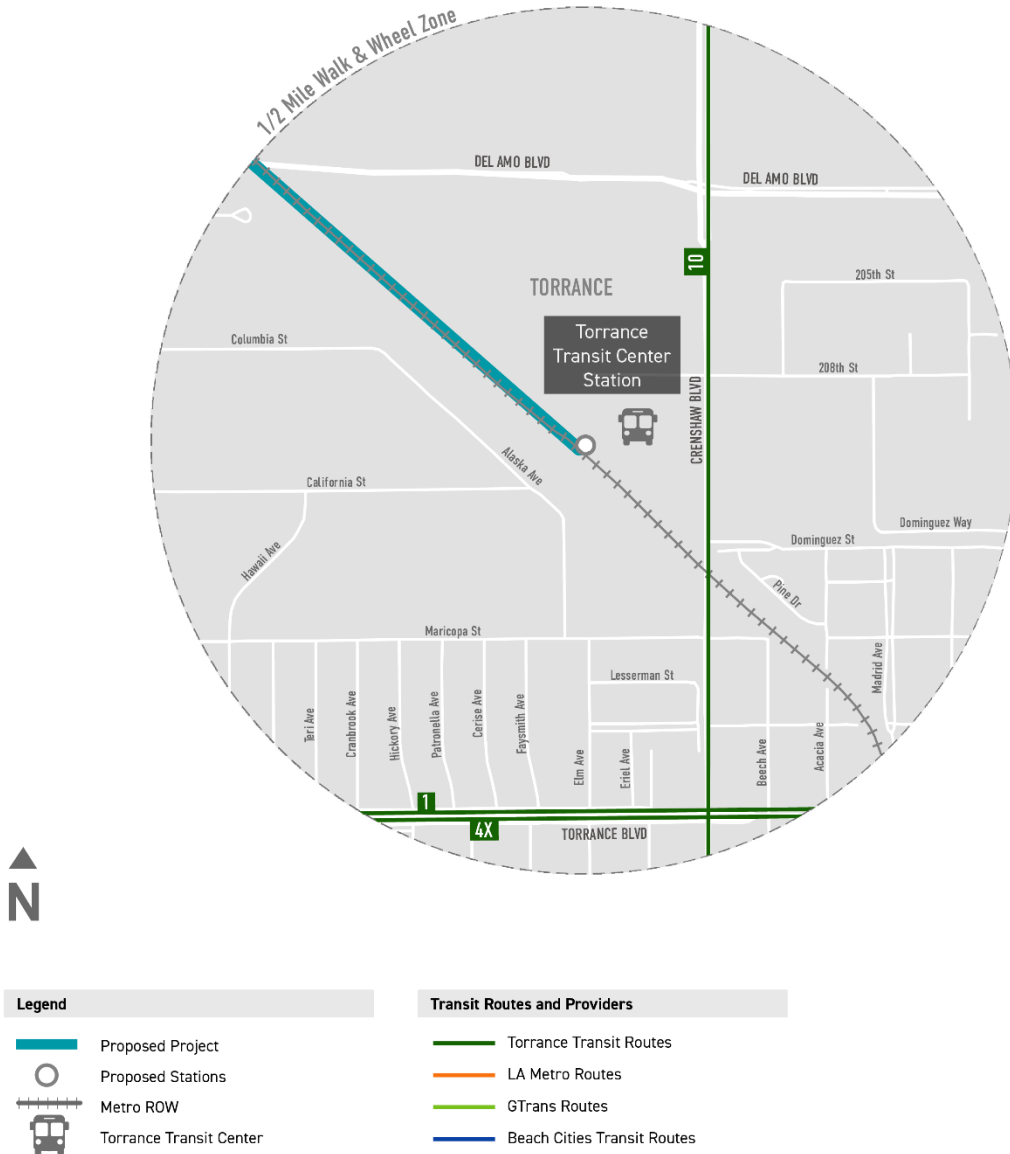 1/2 Mile Walk & Wheel Zone
DEL AMO BLVD
DEL AMO BLVD
10
205th St
TORRANCE
Torrance
Transit Center
Station
Columbia St
208th St
CRENSHAW BLVD
Alaska Ave
California St
Dominguez Way
Dominguez St
Hawaii Ave
Pine Dr
Maricopa St
Madrid Ave
Lesserman St
Teri Ave
Cranbrook Ave
Hickory Ave
Patronella Ave
Cerise Ave
Faysmith Ave
Elm Ave
Eriel Ave
Beech Ave
Acacia Ave
1
4X
TORRANCE BLVD
N
Legend
Proposed Project
Proposed Stations
Metro ROW
Torrance Transit Center
Transit Routes and Providers
Torrance Transit Routes
LA Metro Routes
GTrans Routes
Beach Cities Transit Routes